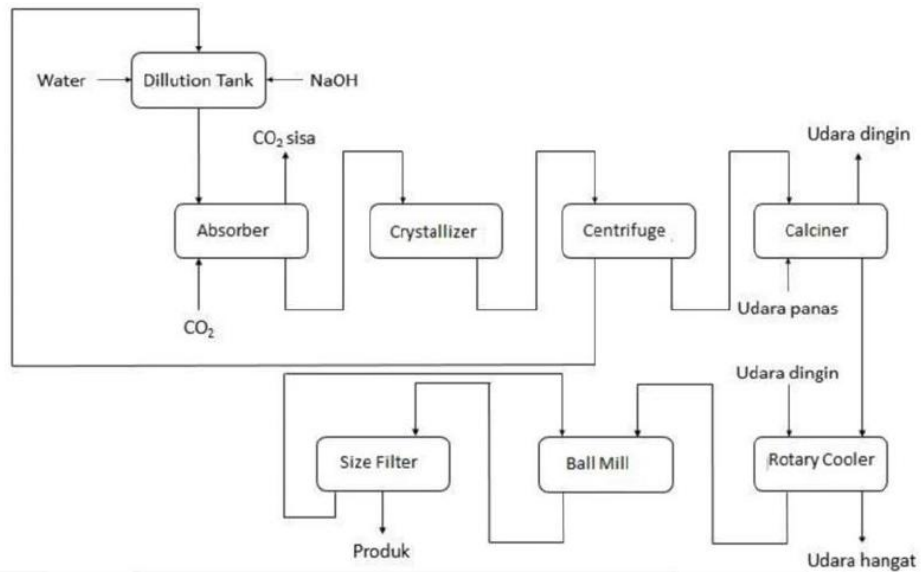 Water
Dillution Tank
NaOH
CO₂ sisa
Udara dingin
Absorber
Crystallizer
Centrifuge
Calciner
CO₂
Udara panas
Udara dingin
Size Filter
Ball Mill
Rotary Cooler
Produk
Udara hangat